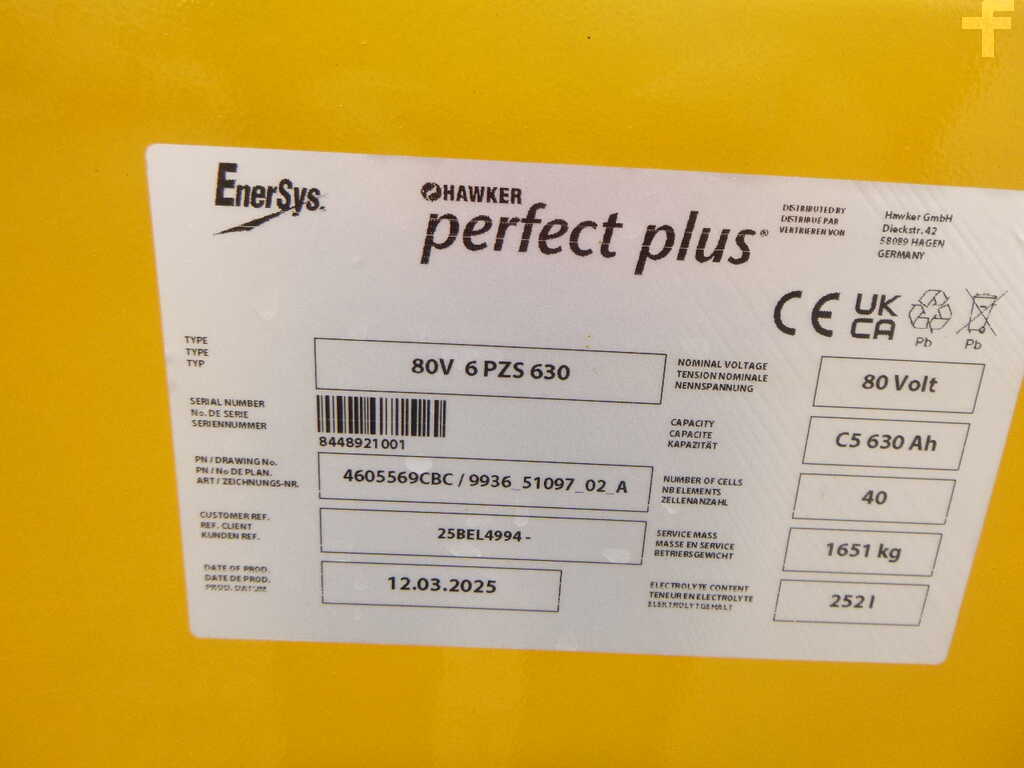 EnerSys.
HAWKER
perfect plus®
DISTRIBUTED BY
DISTRIBUÉ PAR
VERTRIEBEN VON
Hawker GmbH
Dieckstr. 42
58089 HAGEN
GERMANY
CE UK CA
Pb Pb
TYPE
TYPE
TYP
80V 6 PZS 630
NOMINAL VOLTAGE
TENSION NOMINALE
NENNSPANNUNG
80 Volt
SERIAL NUMBER
No. DE SERIE
SERIENNUMMER
8448921001
CAPACITY
CAPACITE
KAPAZITÄT
C5 630 Ah
PN / DRAWING No.
PN / No DE PLAN.
ART / ZEICHNUNGS-NR.
4605569CBC / 9936_51097_02_A
NUMBER OF CELLS
NB ELEMENTS
ZELLENANZAHL
40
CUSTOMER REF.
REF. CLIENT
KUNDEN REF.
25BEL4994 -
SERVICE MASS
MASSE EN SERVICE
BETRIEBSGEWICHT
1651 kg
DATE OF PROD.
DATE DE PROD.
PROD. DATUM
12.03.2025
ELECTROLYTE CONTENT
TENEUR EN ELECTROLYTE
ELEKTROLYTGEHALT
252 l